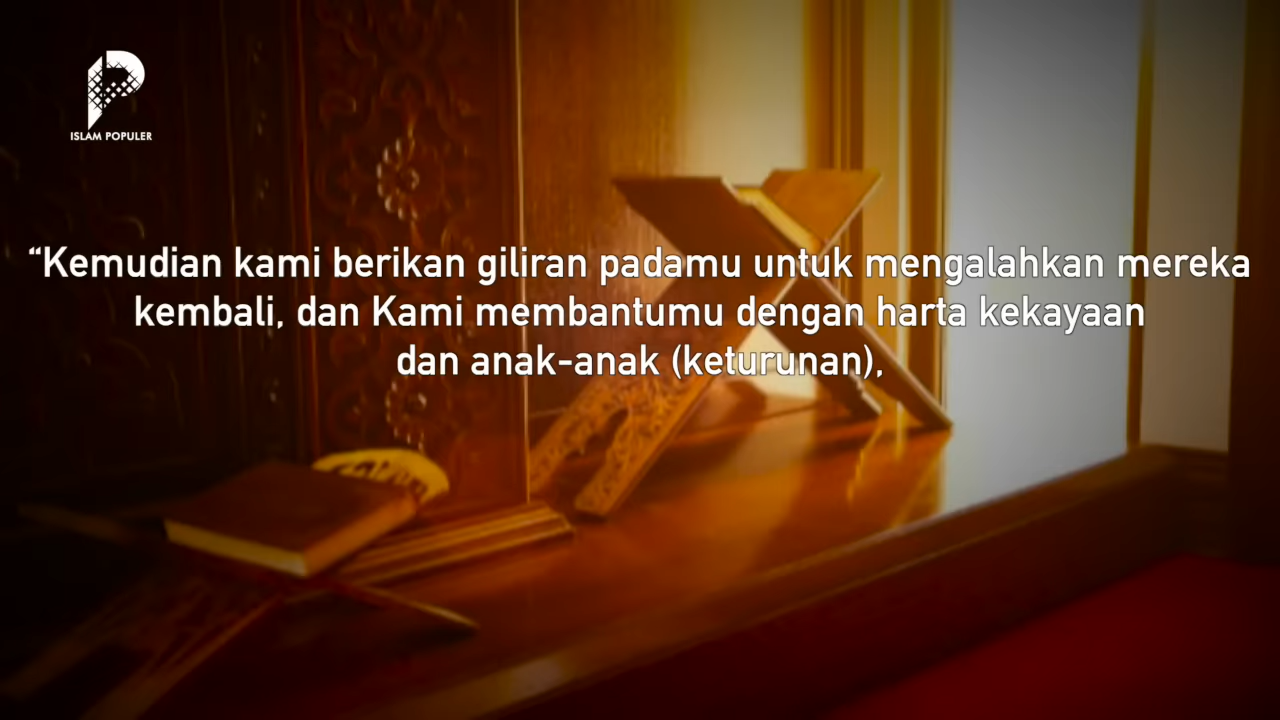 ISLAM POPULER
“Kemudian kami berikan giliran padamu untuk mengalahkan mereka
kembali, dan Kami membantumu dengan harta kekayaan
dan anak-anak (keturunan),